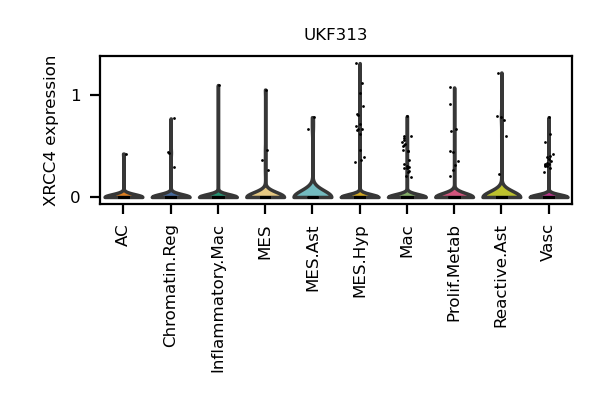 UKF313
XRCC4 expression
1
0
AC
Chromatin.Reg
Inflammatory.Mac
MES
MES.Ast
MES.Hyp
Mac
Prolif.Metab
Reactive.Ast
Vasc